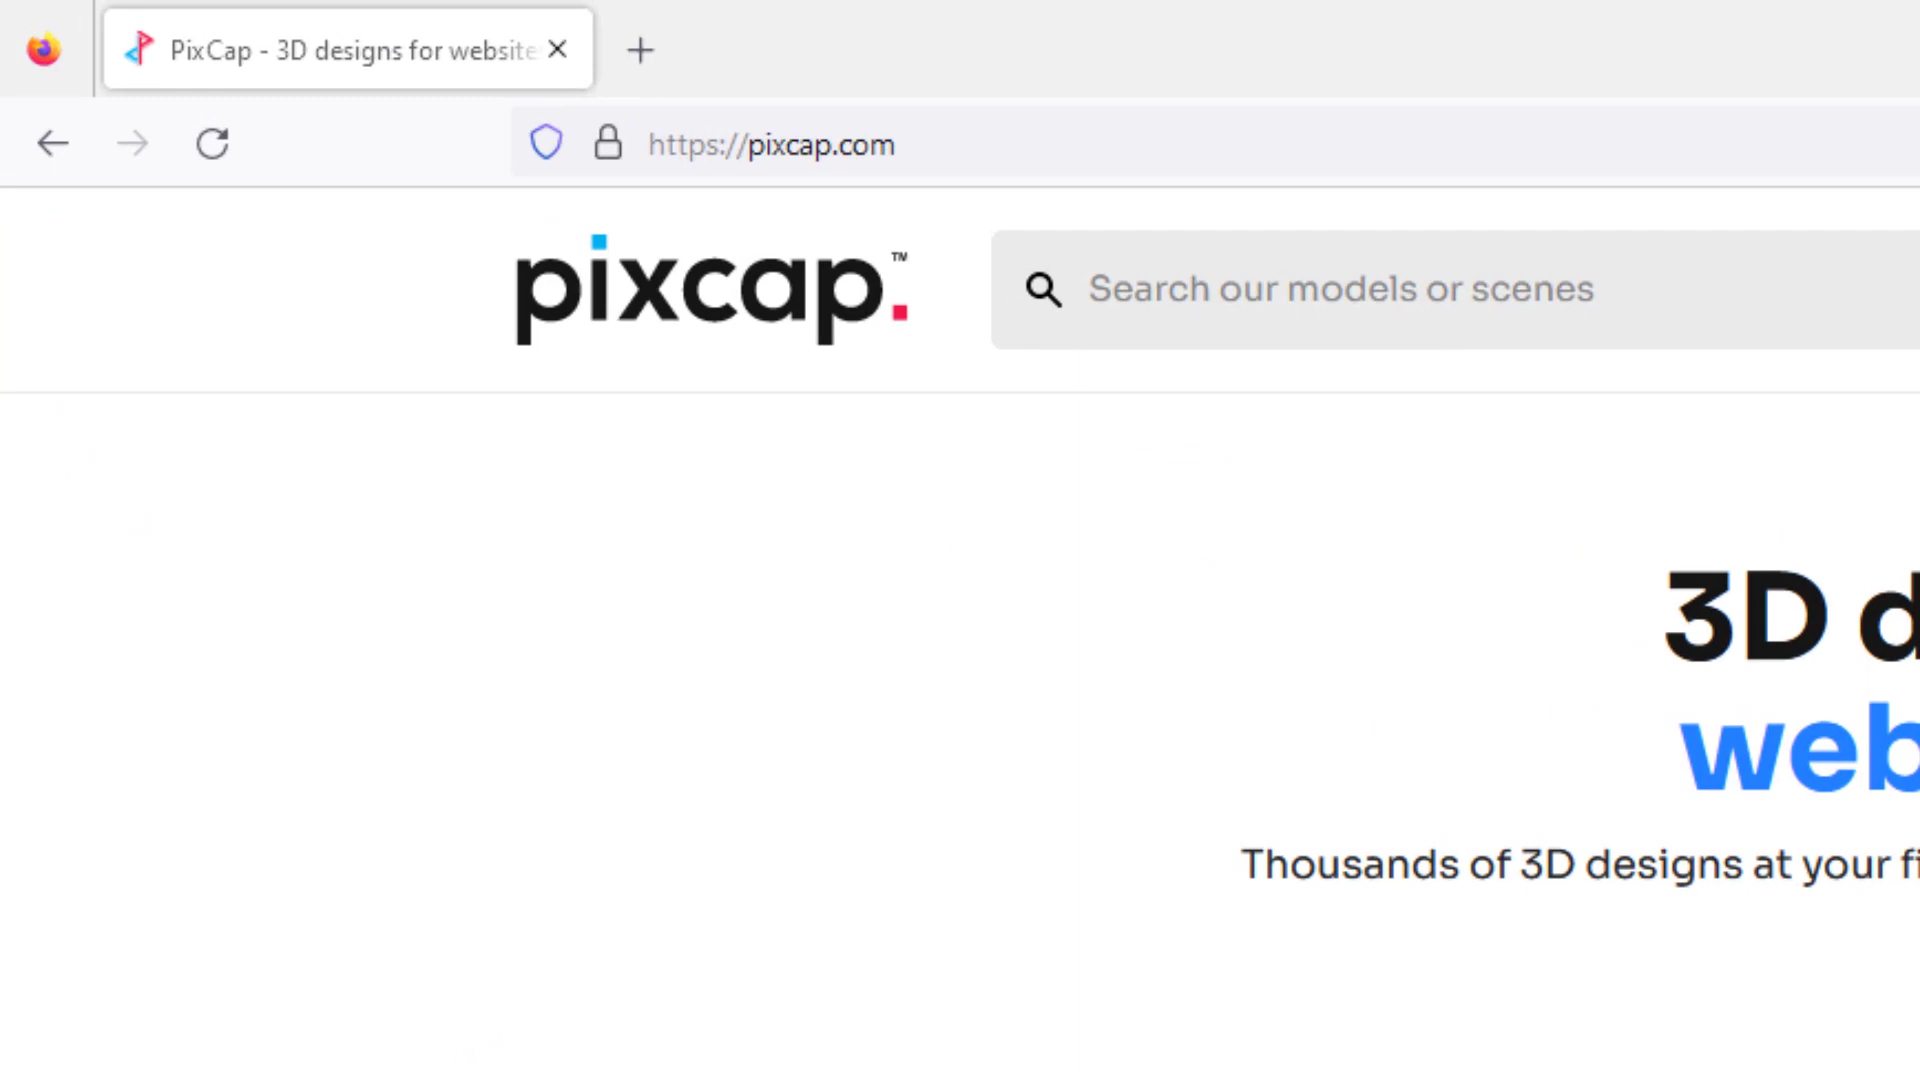 PixCap - 3D designs for website
https://pixcap.com
pixcap.™
Search our models or scenes
3D d
web
Thousands of 3D designs at your fi